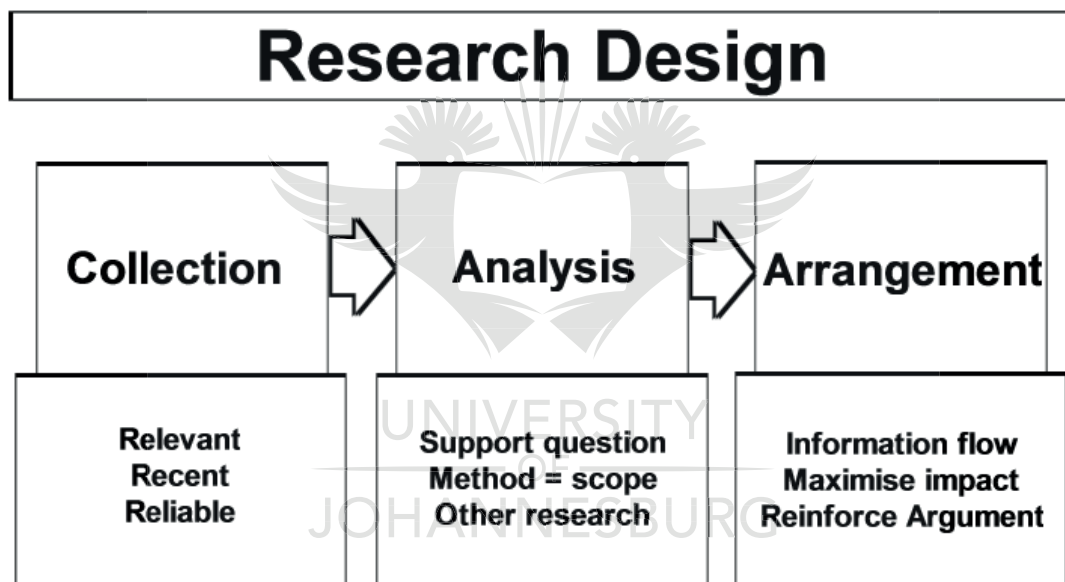 Research Design
Collection
Analysis
Arrangement
Relevant
Recent
Reliable
Support question
Method = scope
Other research
Information flow
Maximise impact
Reinforce Argument
UNIVERSITY
OF
JOHANNESBURG